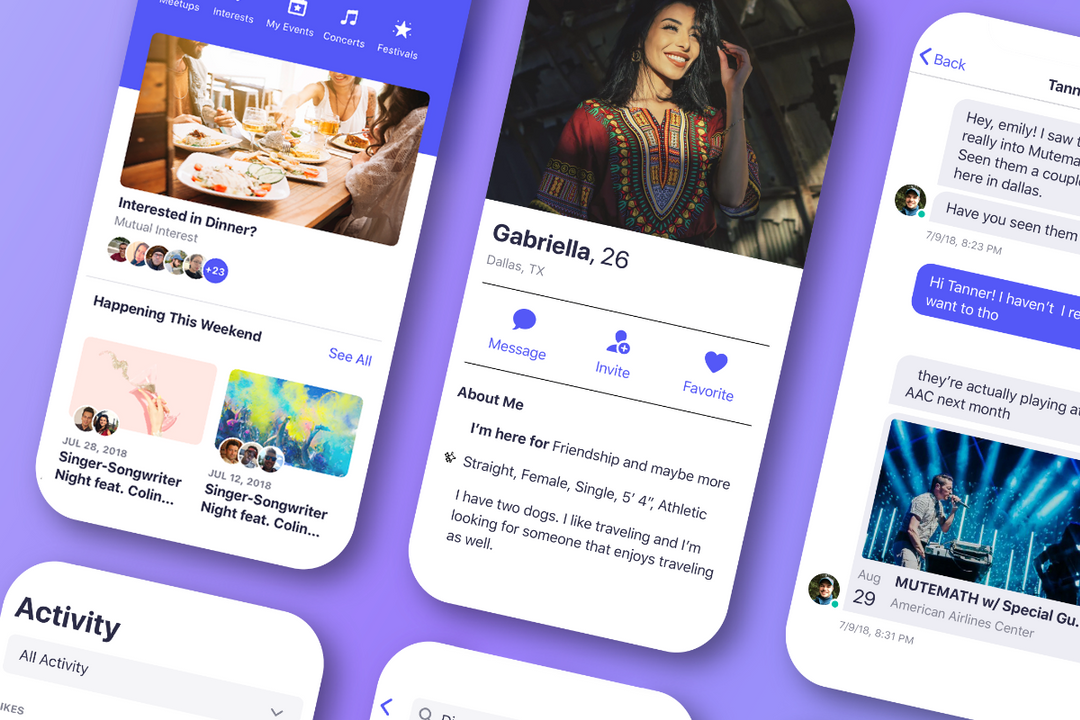 Meetups
Interests
My Events
Concerts
Festivals
Interested in Dinner?
Mutual Interest
+23
Happening This Weekend
See All
JUL 28, 2018
Singer-Songwriter
Night feat. Colin...
JUL 12, 2018
Singer-Songwriter
Night feat. Colin...
Activity
All Activity
Gabriella, 26
Dallas, TX
Message
Invite
Favorite
About Me
I'm here for Friendship and maybe more
Straight, Female, Single, 5' 4", Athletic
I have two dogs. I like traveling and I'm
looking for someone that enjoys traveling
as well.
Back
Hey, emily! I saw
really into
Seen them a
here in dallas.
Have you seen them
7/9/18, 8:23 PM
Hi Tanner! I haven't I
want to tho
they're actually playing
AAC next month
Aug
29
MUTEMATH w/ Special
American Airlines Center
7/9/18, 8:31 PM